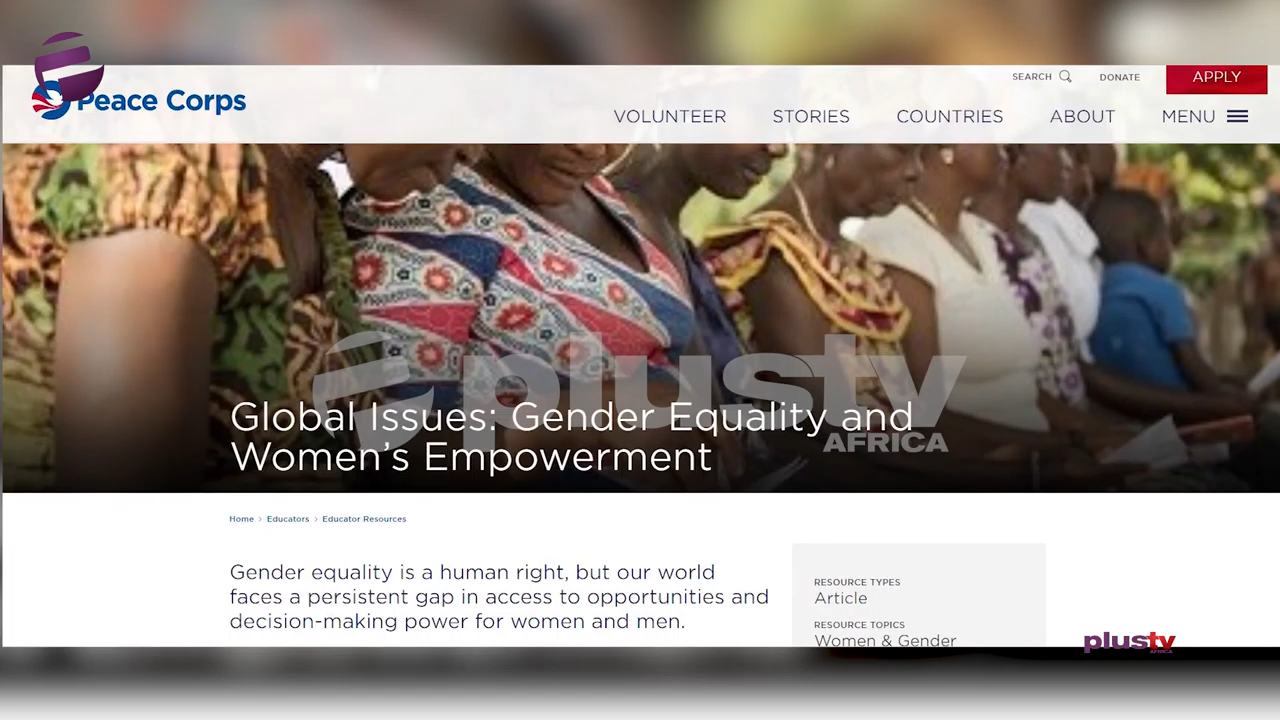 Peace Corps
SEARCH
DONATE
APPLY
VOLUNTEER
STORIES
COUNTRIES
ABOUT
MENU
plustv
AFRICA
Global Issues: Gender Equality and
Women's Empowerment
Home > Educators > Educator Resources
Gender equality is a human right, but our world
faces a persistent gap in access to opportunities and
decision-making power for women and men.
RESOURCE TYPES
Article
RESOURCE TOPICS
Women & Gender
plustv
AFRICA